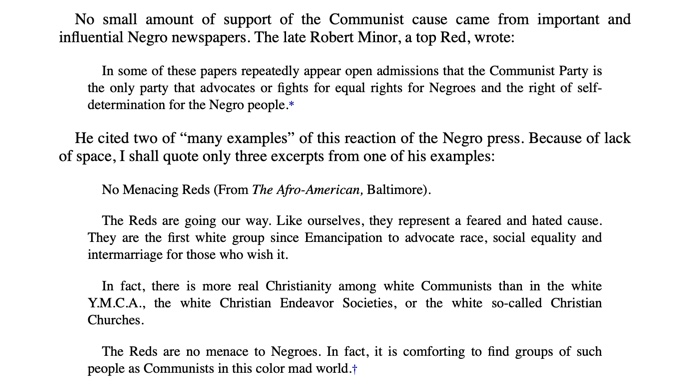 No small amount of support of the Communist cause came from important and
influential Negro newspapers. The late Robert Minor, a top Red, wrote:
In some of these papers repeatedly appear open admissions that the Communist Party is
the only party that advocates or fights for equal rights for Negroes and the right of self-
determination for the Negro people.*
He cited two of “many examples” of this reaction of the Negro press. Because of lack
of space, I shall quote only three excerpts from one of his examples:
No Menacing Reds (From The Afro-American, Baltimore).
The Reds are going our way. Like ourselves, they represent a feared and hated cause.
They are the first white group since Emancipation to advocate race, social equality and
intermarriage for those who wish it.
In fact, there is more real Christianity among white Communists than in the white
Y.M.C.A., the white Christian Endeavor Societies, or the white so-called Christian
Churches.
The Reds are no menace to Negroes. In fact, it is comforting to find groups of such
people as Communists in this color mad world.†